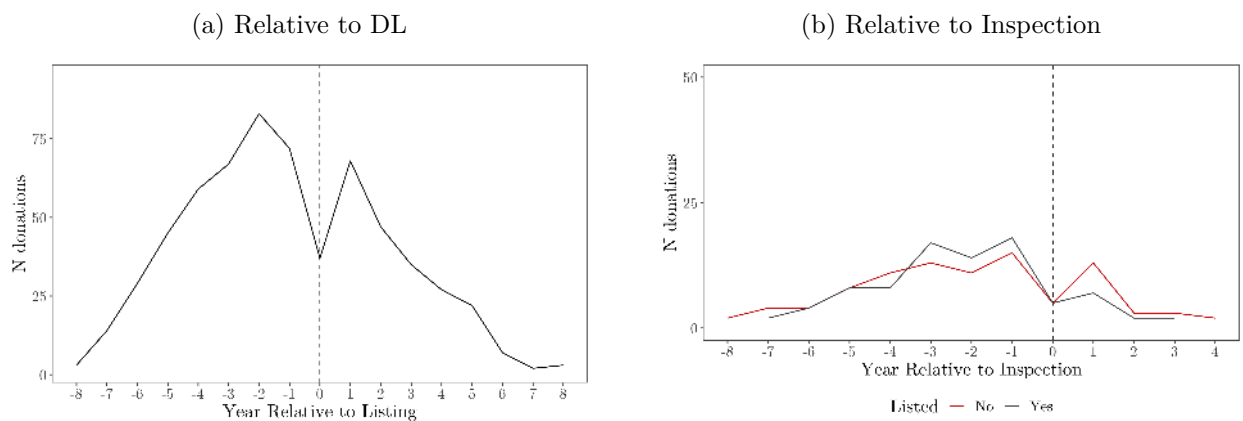 (a) Relative to DL
75
50
25
0
N donations
-8 -7 -6 -5 -4 -3 -2 -1 0 1 2 3 4 5 6 7 8
Year Relative to Listing
(b) Relative to Inspection
50
25
0
N donations
-8 -7 -6 -5 -4 -3 -2 -1 0 1 2 3 4
Year Relative to Inspection
Listed No Yes